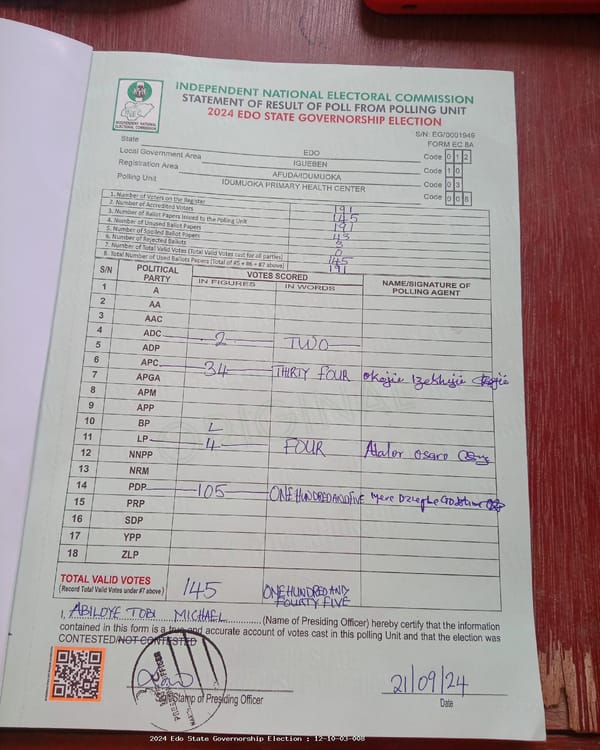 INDEPENDENT NATIONAL ELECTORAL COMMISSION
STATEMENT OF RESULT OF POLL FROM POLLING UNIT
2024 EDO STATE GOVERNORSHIP ELECTION
INDEPENDENT NATIONAL
ELECTORAL COMMISSION
S/N: EG/0001949
FORM EC 8A
State EDO Code 0 1 2
Local Government Area IGUEBEN Code 1 0
Registration Area AFUDA/IDUMUOKA Code 0 3
Polling Unit IDUMUOKA PRIMARY HEALTH CENTER Code 0 0 8
1. Number of Voters on the Register 191
2. Number of Accredited Voters 145
3. Number of Ballot Papers Issued to the Polling Unit 191
4. Number of Unused Ballot Papers 43
5. Number of Spoiled Ballot Papers 3
6. Number of Rejected Ballots 0
7. Number of Total Valid Votes (Total Valid Votes cast for all parties) 145
8. Total Number of Used Ballots Papers (Total of #5 + #6 + #7 above) 191
S/N POLITICAL PARTY VOTES SCORED NAME/SIGNATURE OF POLLING AGENT
IN FIGURES IN WORDS
1 A
2 AA
3 AAC
4 ADC 2 TWO
5 ADP
6 APC 34 THIRTY FOUR Okojie
7 APGA
8 APM
9 APP
10 BP
11 LP 4 FOUR Osaro
12 NNPP
13 NRM
14 PDP 105 ONE HUNDRED AND FIVE
15 PRP
16 SDP
17 YPP
18 ZLP
TOTAL VALID VOTES 145 ONE HUNDRED AND
(Record Total Valid Votes under #7 above) FOURTY FIVE
I, ABILOYE TOBI MICHAEL (Name of Presiding Officer) hereby certify that the information
contained in this form is a true and accurate account of votes cast in this polling Unit and that the election was
CONTESTED/NOT CONTESTED
Sign/Stamp of Presiding Officer
21/09/24
Date
2024 Edo State Governorship Election : 12-10-03-008